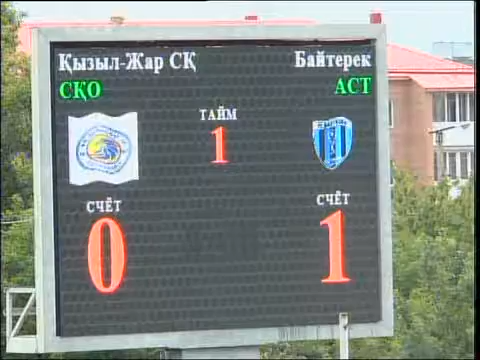 Қызыл-Жар СҚ Байтерек
СҚО АСТ
ТАЙМ
1
СЧЁТ СЧЁТ
0 1